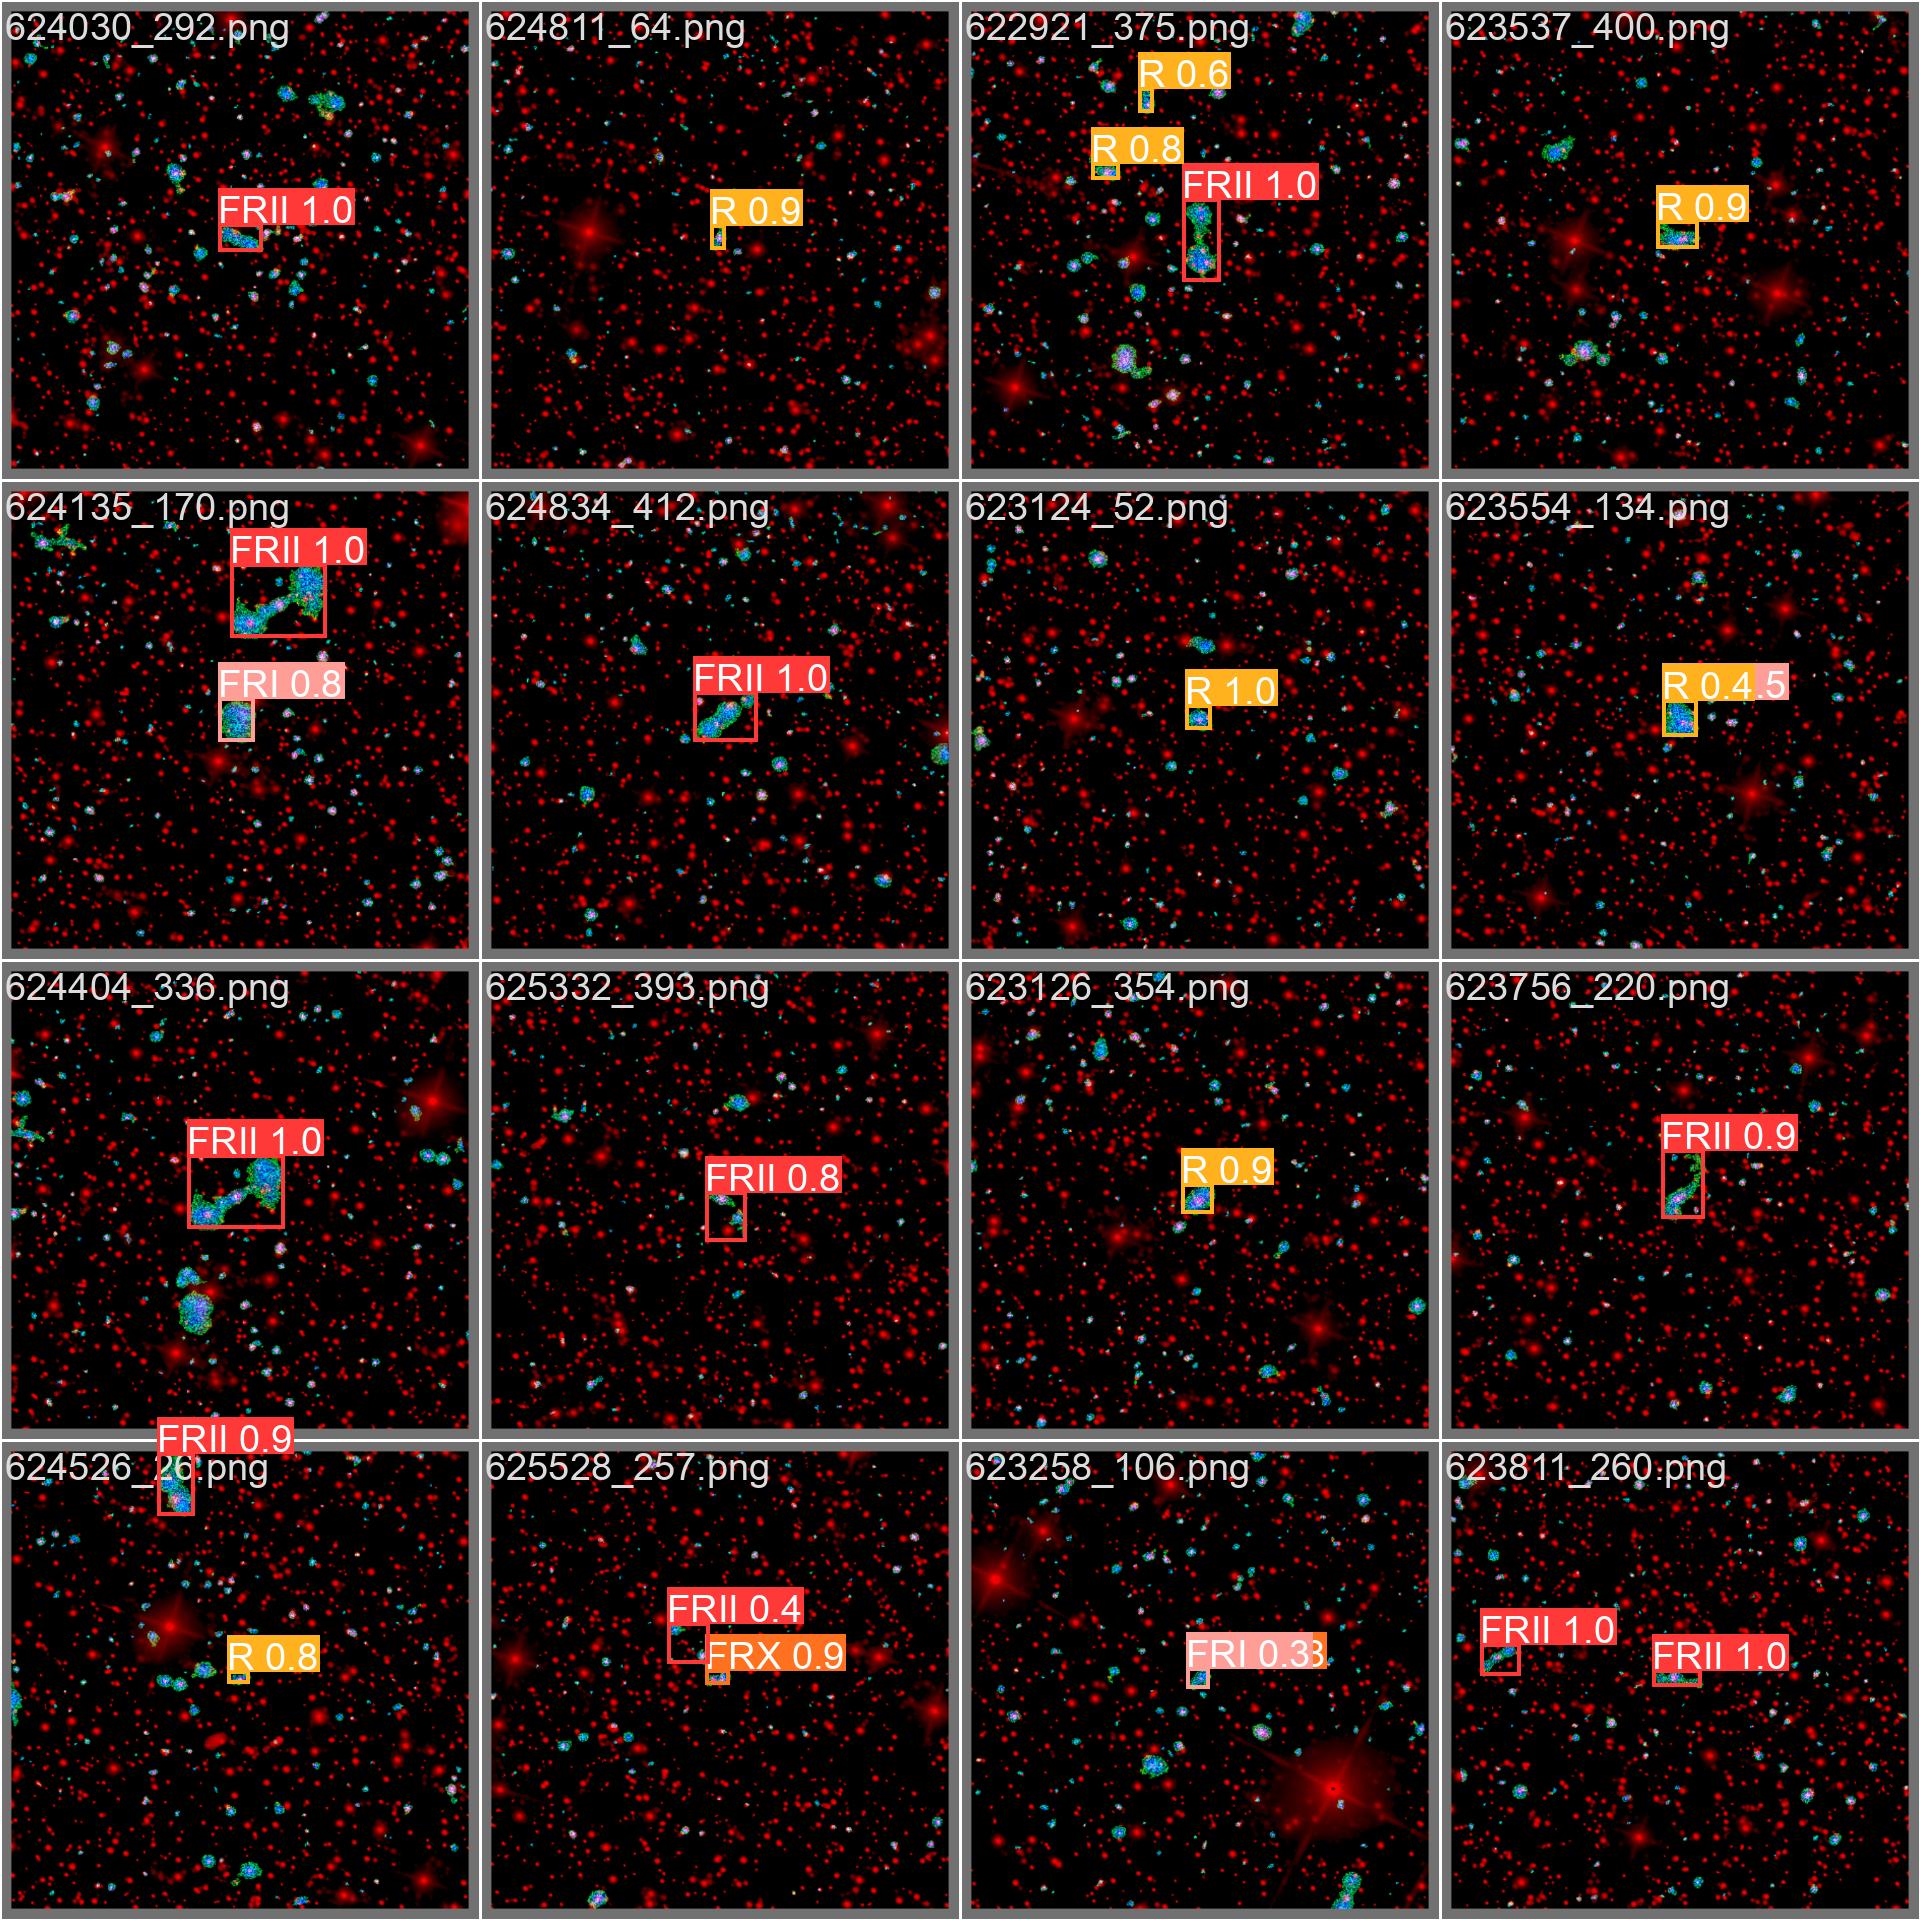 624030_292.png
FRII 1.0
624811_64.png
R 0.9
622921_375.png
R 0.6
R 0.8
FRII 1.0
623537_400.png
R 0.9
624135_170.png
FRII 1.0
FRI 0.8
624834_412.png
FRII 1.0
623124_52.png
R 1.0
623554_134.png
R 0.4
.5
624404_336.png
FRII 1.0
625332_393.png
FRII 0.8
623126_354.png
R 0.9
623756_220.png
FRII 0.9
FRII 0.9
624526_26.png
R 0.8
625528_257.png
FRII 0.4
FRX 0.9
623258_106.png
FRI 0.3
623811_260.png
FRII 1.0
FRII 1.0